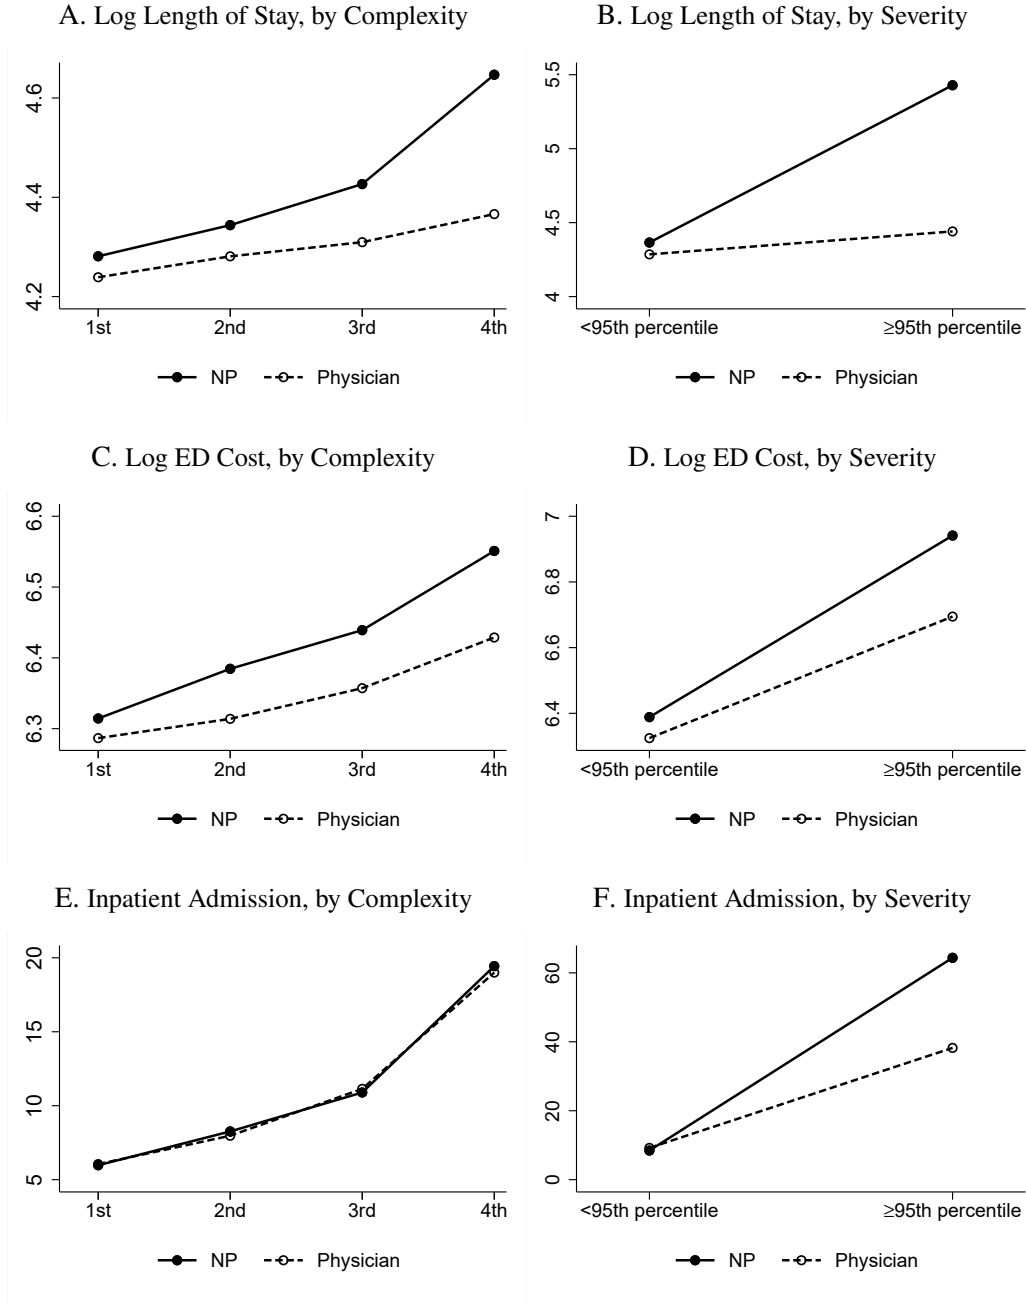 A. Log Length of Stay, by Complexity
4.6
4.4
4.2
1st 2nd 3rd 4th
NP Physician
B. Log Length of Stay, by Severity
5.5
5
4.5
4
<95th percentile ≥95th percentile
NP Physician
C. Log ED Cost, by Complexity
6.6
6.5
6.4
6.3
1st 2nd 3rd 4th
NP Physician
D. Log ED Cost, by Severity
7
6.8
6.6
6.4
<95th percentile ≥95th percentile
NP Physician
E. Inpatient Admission, by Complexity
20
15
10
5
1st 2nd 3rd 4th
NP Physician
F. Inpatient Admission, by Severity
60
40
20
0
<95th percentile ≥95th percentile
NP Physician